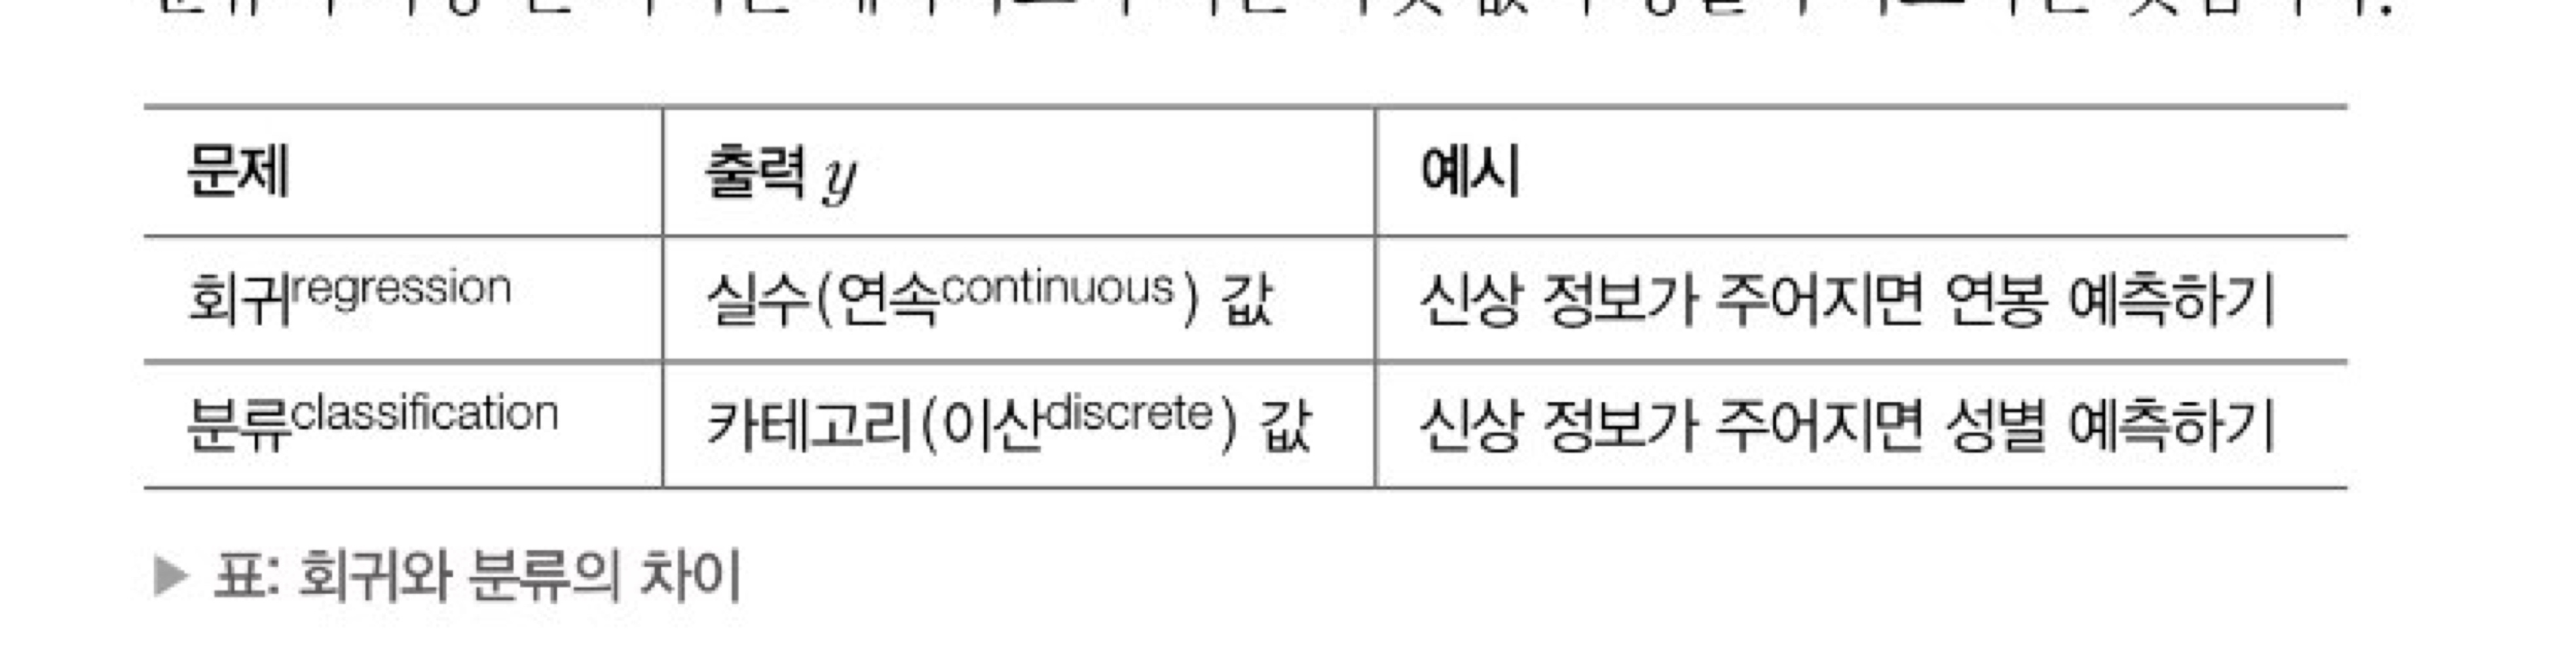 문제 출력 y 예시
회귀regression 실수(연속continuous) 값 신상 정보가 주어지면 연봉 예측하기
분류classification 카테고리(이산discrete) 값 신상 정보가 주어지면 성별 예측하기
▶ 표: 회귀와 분류의 차이